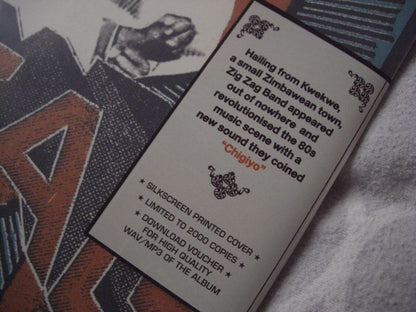 Hailing from Kwekwe,
a small Zimbawean town,
Zig Zag Band appeared
out of nowhere and
revolutionised the 80s
music scene with a
new sound they coined
"Chigiyo"
* SILKSCREEN PRINTED COVER *
* LIMITED TO 2000 COPIES *
* DOWNLOAD VOUCHER *
FOR HIGH QUALITY
WAV/MP3 OF THE ALBUM